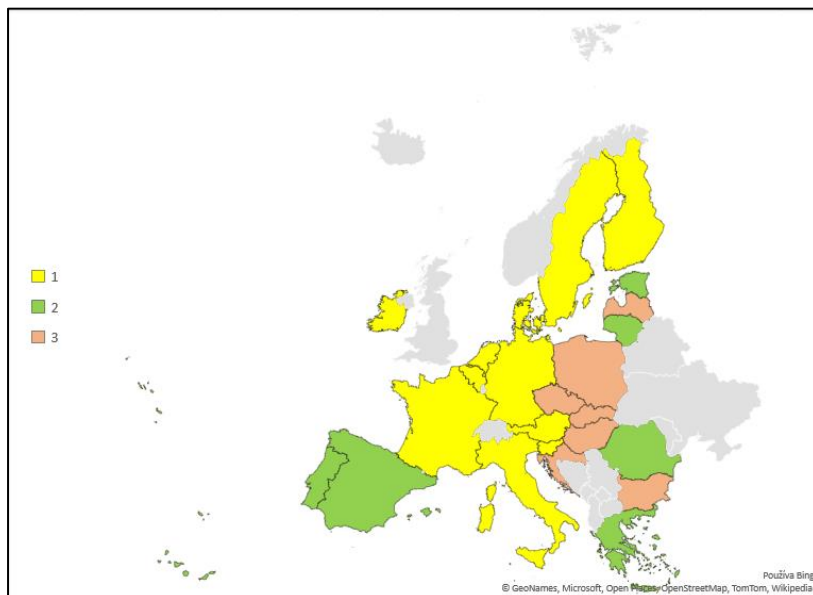 1
2
3
Používa Bing
© GeoNames, Microsoft, Open Places, OpenStreetMap, TomTom, Wikipedia